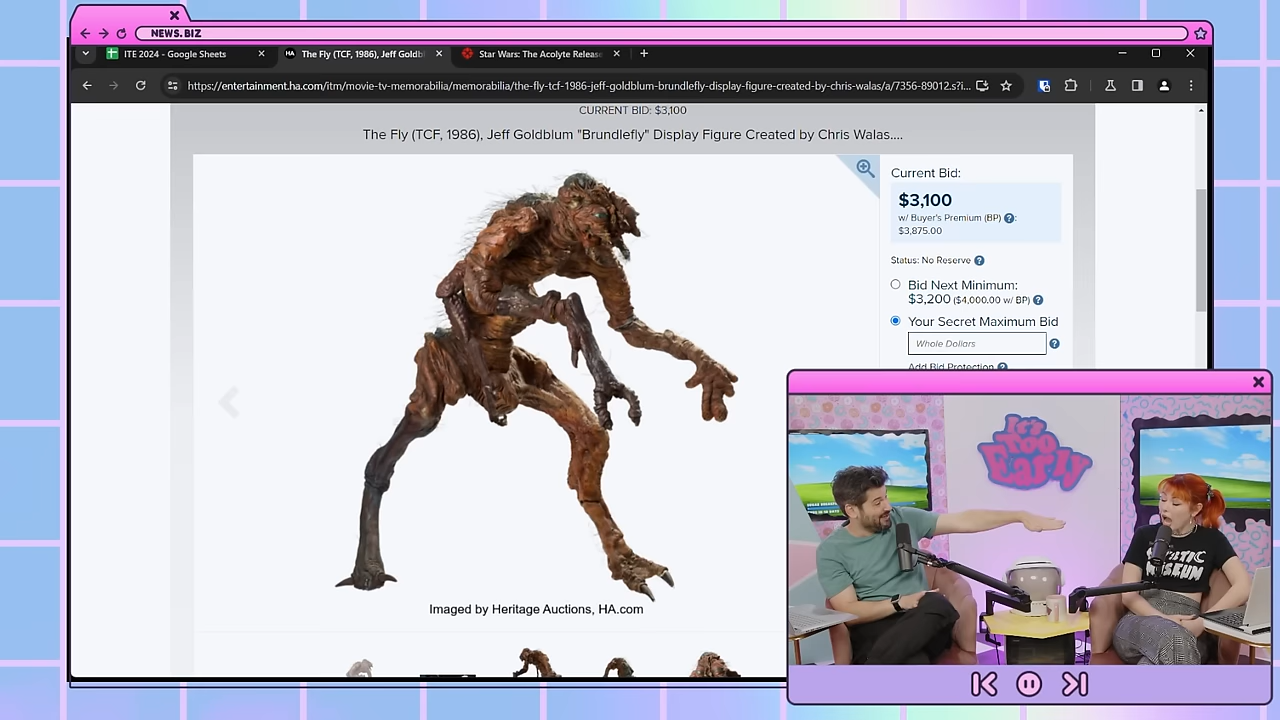 NEWS.BIZ
ITE 2024 - Google Sheets
HA The Fly (TCF, 1986), Jeff Goldbl
Star Wars: The Acolyte Release
https://entertainment.ha.com/itm/movie-tv-memorabilia/memorabilia/the-fly-tcf-1986-jeff-goldblum-brundlefly-display-figure-created-by-chris-walas/a/7356-89012.s?i...
CURRENT BID: $3,100
The Fly (TCF, 1986), Jeff Goldblum "Brundlefly" Display Figure Created by Chris Walas....
Current Bid:
$3,100
w/ Buyer's Premium (BP) ?:
$3,875.00
Status: No Reserve ?
Bid Next Minimum:
$3,200 ($4,000.00 w/ BP) ?
Your Secret Maximum Bid
Whole Dollars ?
Add Bid Protection ?
Imaged by Heritage Auctions, HA.com
It's
Too
Early
MUSEUM